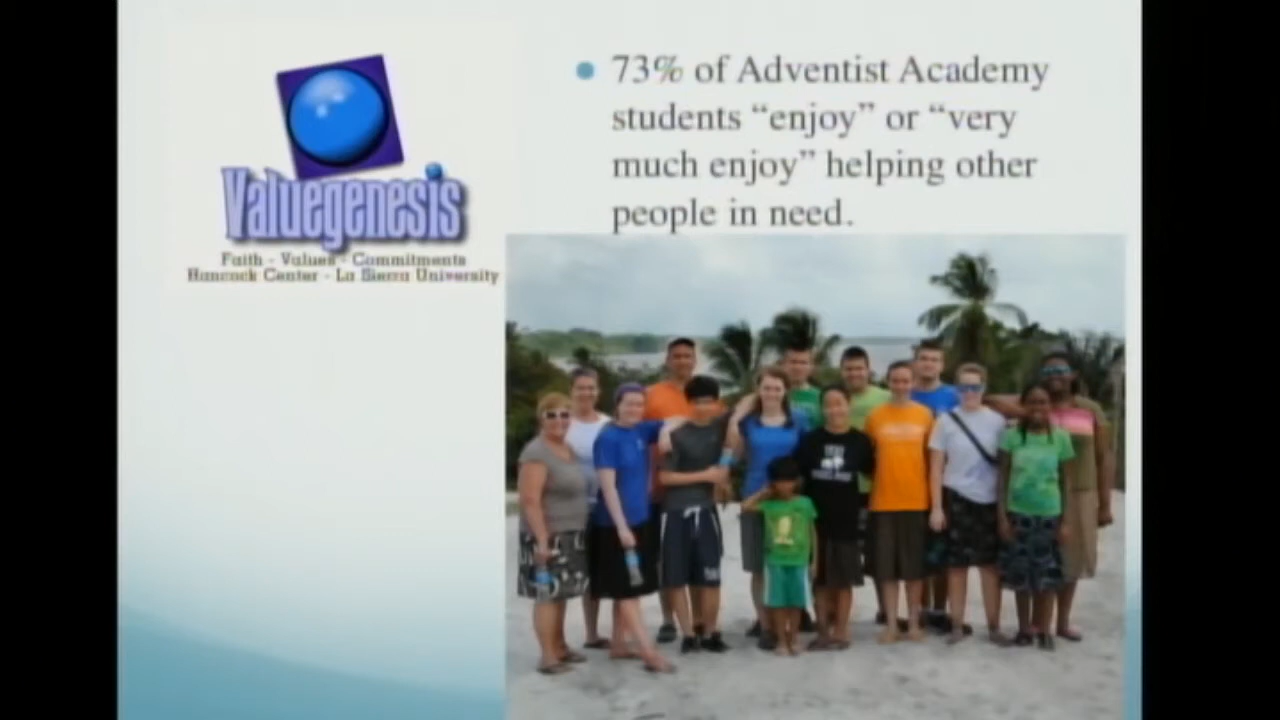 Valuegenesis
Faith - Values - Commitments
Hancock Center - La Sierra University
• 73% of Adventist Academy
students “enjoy” or “very
much enjoy” helping other
people in need.